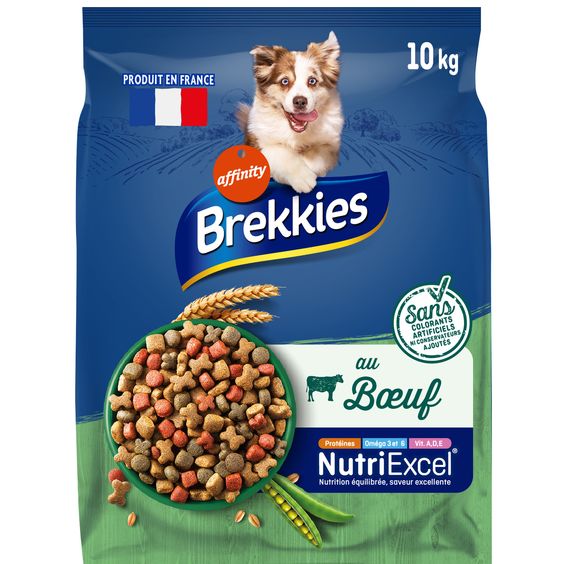 10 kg
PRODUIT EN FRANCE
affinity
Brekkies
Sans
COLORANTS
ARTIFICIELS
NI CONSERVATEURS
AJOUTÉS
au
Bœuf
Protéines Oméga 3 et 6 Vit. A,D,E
NutriExcel®
Nutrition équilibrée, saveur excellente